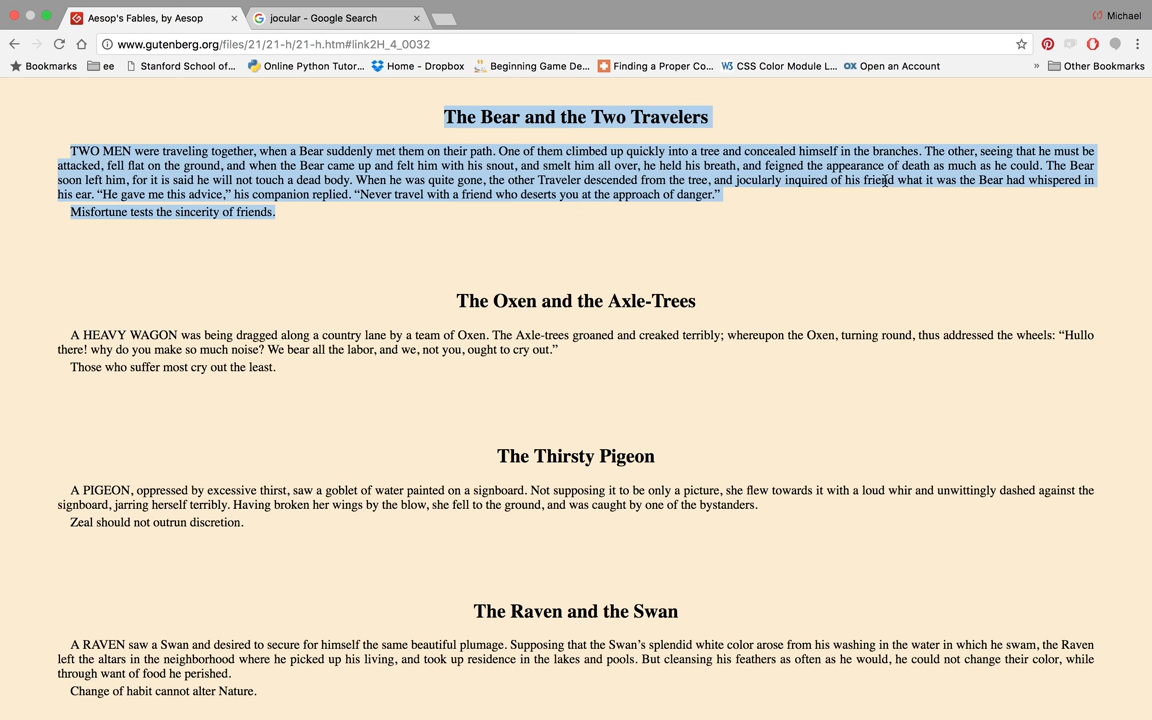 Aesop's Fables, by Aesop
jocular - Google Search
Michael
www.gutenberg.org/files/21/21-h/21-h.htm#link2H_4_0032
Bookmarks ee Stanford School of... Online Python Tutor... Home - Dropbox Beginning Game De... Finding a Proper Co... W3 CSS Color Module L... OX Open an Account » Other Bookmarks
The Bear and the Two Travelers
TWO MEN were traveling together, when a Bear suddenly met them on their path. One of them climbed up quickly into a tree and concealed himself in the branches. The other, seeing that he must be
attacked, fell flat on the ground, and when the Bear came up and felt him with his snout, and smelt him all over, he held his breath, and feigned the appearance of death as much as he could. The Bear
soon left him, for it is said he will not touch a dead body. When he was quite gone, the other Traveler descended from the tree, and jocularly inquired of his friend what it was the Bear had whispered in
his ear. “He gave me this advice,” his companion replied. “Never travel with a friend who deserts you at the approach of danger.”
Misfortune tests the sincerity of friends.
The Oxen and the Axle-Trees
A HEAVY WAGON was being dragged along a country lane by a team of Oxen. The Axle-trees groaned and creaked terribly; whereupon the Oxen, turning round, thus addressed the wheels: “Hullo
there! why do you make so much noise? We bear all the labor, and we, not you, ought to cry out.”
Those who suffer most cry out the least.
The Thirsty Pigeon
A PIGEON, oppressed by excessive thirst, saw a goblet of water painted on a signboard. Not supposing it to be only a picture, she flew towards it with a loud whir and unwittingly dashed against the
signboard, jarring herself terribly. Having broken her wings by the blow, she fell to the ground, and was caught by one of the bystanders.
Zeal should not outrun discretion.
The Raven and the Swan
A RAVEN saw a Swan and desired to secure for himself the same beautiful plumage. Supposing that the Swan’s splendid white color arose from his washing in the water in which he swam, the Raven
left the altars in the neighborhood where he picked up his living, and took up residence in the lakes and pools. But cleansing his feathers as often as he would, he could not change their color, while
through want of food he perished.
Change of habit cannot alter Nature.